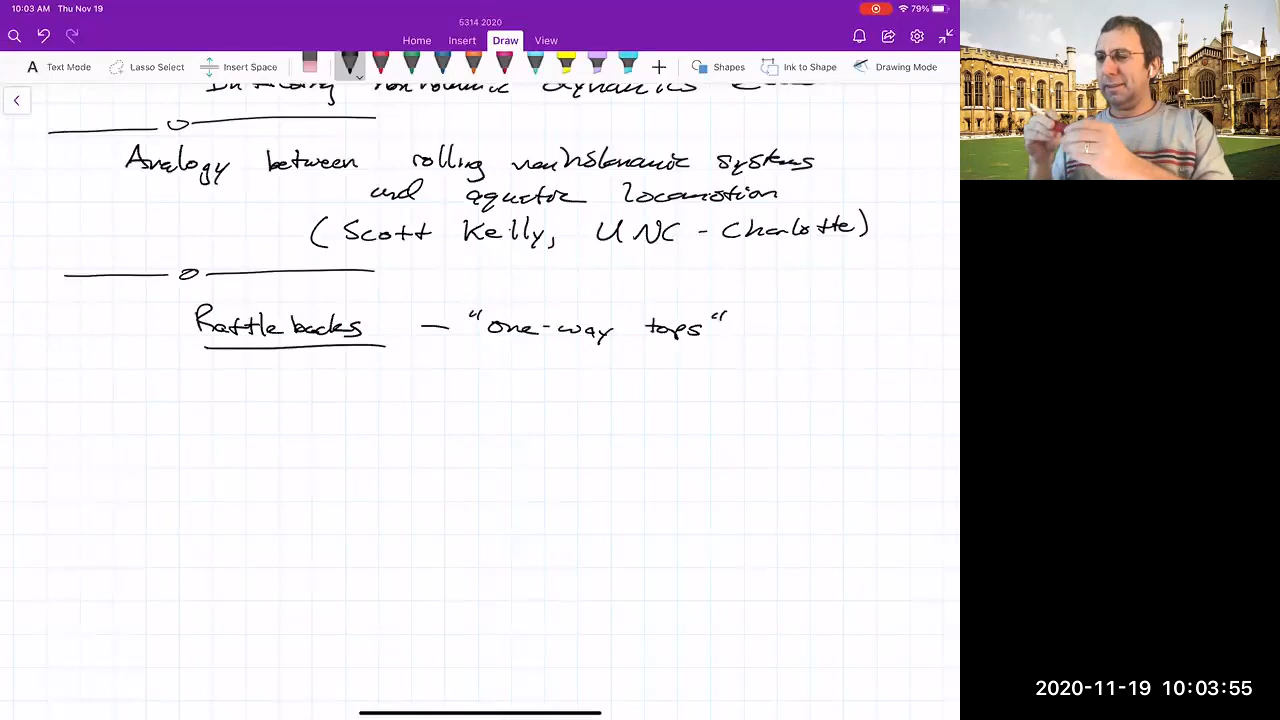 10:03 AM Thu Nov 19
79%
5314 2020
Home Insert Draw View
A Text Mode Lasso Select Insert Space Shapes Ink to Shape Drawing Mode
nonholonomic dynamics
Analogy between rolling nonholonomic systems
and aquatic locomotion
(Scott Kelly, UNC - Charlotte)
Rattlebacks — "one-way tops"
2020-11-19 10:03:55